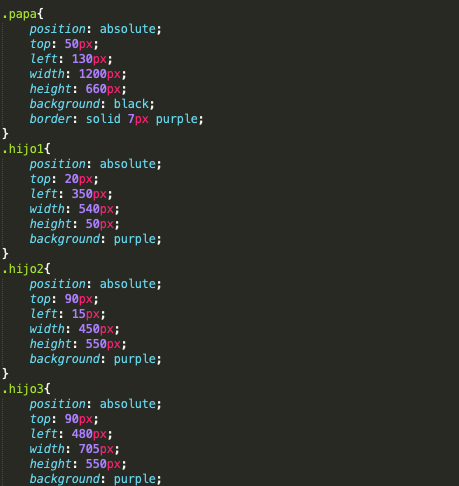 .papa{
    position: absolute;
    top: 50px;
    left: 130px;
    width: 1200px;
    height: 660px;
    background: black;
    border: solid 7px purple;
}
.hijo1{
    position: absolute;
    top: 20px;
    left: 350px;
    width: 540px;
    height: 50px;
    background: purple;
}
.hijo2{
    position: absolute;
    top: 90px;
    left: 15px;
    width: 450px;
    height: 550px;
    background: purple;
}
.hijo3{
    position: absolute;
    top: 90px;
    left: 480px;
    width: 705px;
    height: 550px;
    background: purple;